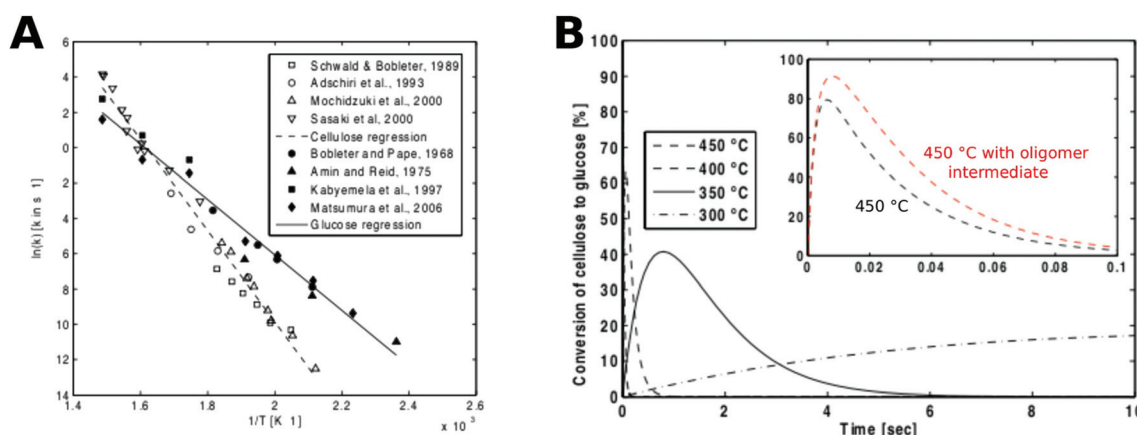 A
ln(k) [k in s 1]
6
4
2
0
2
4
6
8
10
12
14
1.4
1.6
1.8
2
2.2
2.4
2.6
1/T [K 1]
x 10 3
Schwald & Bobleter, 1989
Adschiri et al., 1993
Mochidzuki et al., 2000
Sasaki et al. 2000
Cellulose regression
Bobleter and Pape, 1968
Amin and Reid, 1975
Kabyemela et al., 1997
Matsumura et al., 2006
Glucose regression
B
Conversion of cellulose to glucose [%]
100
90
80
70
60
50
40
30
20
10
0
0
2
4
6
8
10
Time [sec]
450 °C
400 °C
350 °C
300 °C
100
80
60
40
20
0
0
0.02
0.04
0.06
0.08
0.1
450 °C with oligomer
intermediate
450 °C